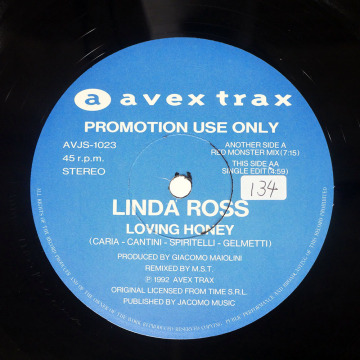 a avex trax
PROMOTION USE ONLY
AVJS-1023
45 r.p.m.
STEREO
ANOTHER SIDE A
RED MONSTER MIX (7:15)
THIS SIDE AA
SINGLE EDIT (4:59)
134
LINDA ROSS
LOVING HONEY
(CARIA - CANTINI - SPIRITELLI - GELMETTI)
PRODUCED BY GIACOMO MAIOLINI
REMIXED BY M.S.T.
℗ 1992 AVEX TRAX
ORIGINAL LICENSED FROM TIME S.R.L.
PUBLISHED BY JACOMO MUSIC